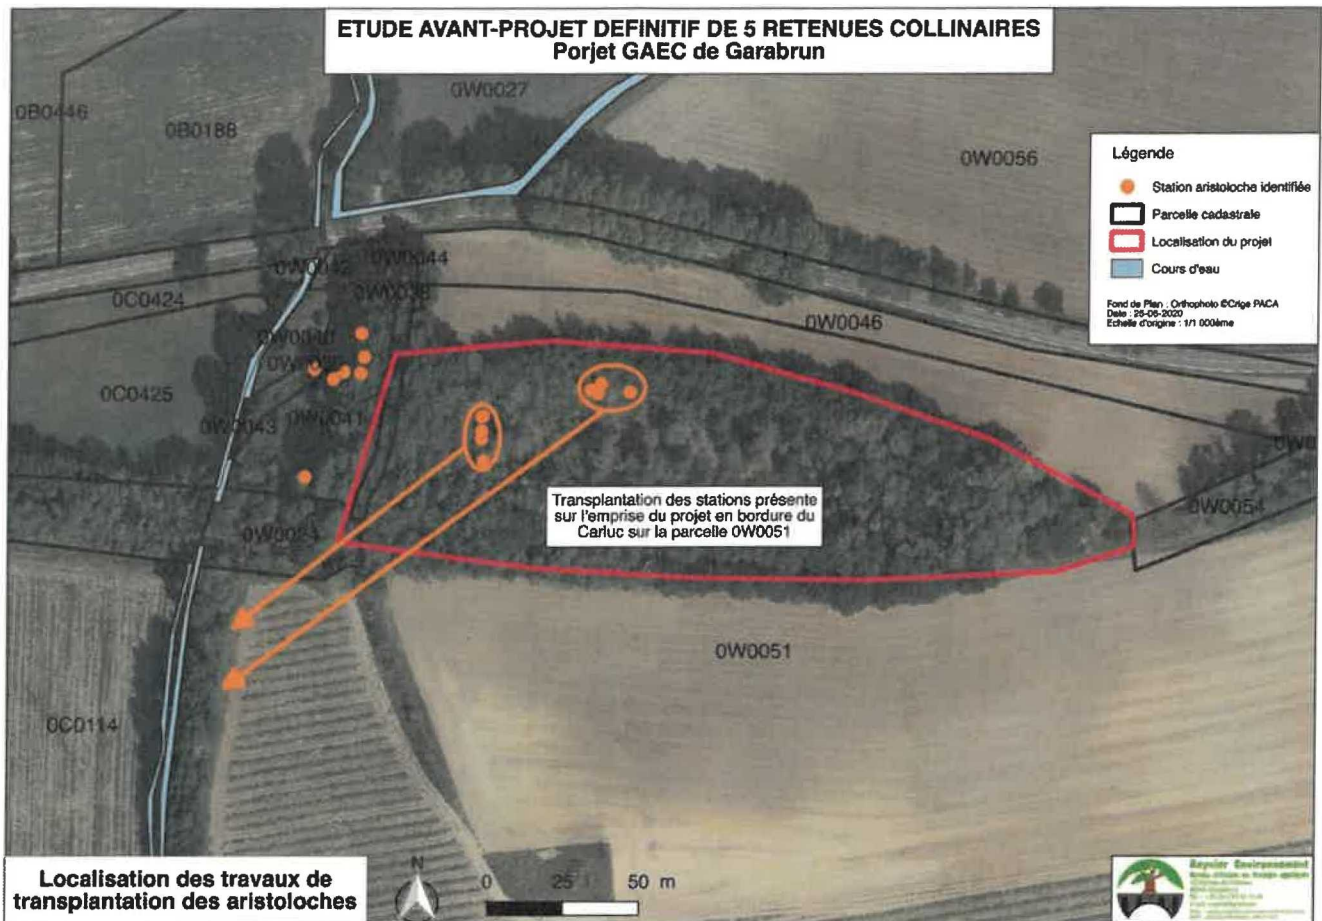 ETUDE AVANT-PROJET DEFINITIF DE 5 RETENUES COLLINAIRES
Porjet GAEC de Garabrun
0B0446
0B0188
0W0027
0W0056
Légende
Station aristoloche identifiée
Parcelle cadastrale
Localisation du projet
Cours d'eau
Fond de Plan : Orthophoto ©Crige PACA
Date : 25-06-2020
Echelle d'origine : 1/1 000ème
0W0042
0W0044
0C0424
0W0038
0W0046
0C0425
0W0043
0W0041
Transplantation des stations présente
sur l'emprise du projet en bordure du
Carluc sur la parcelle 0W0051
0W0054
0W0051
0C0114
Localisation des travaux de
transplantation des aristoloches
N
0 25 50 m
Environnement